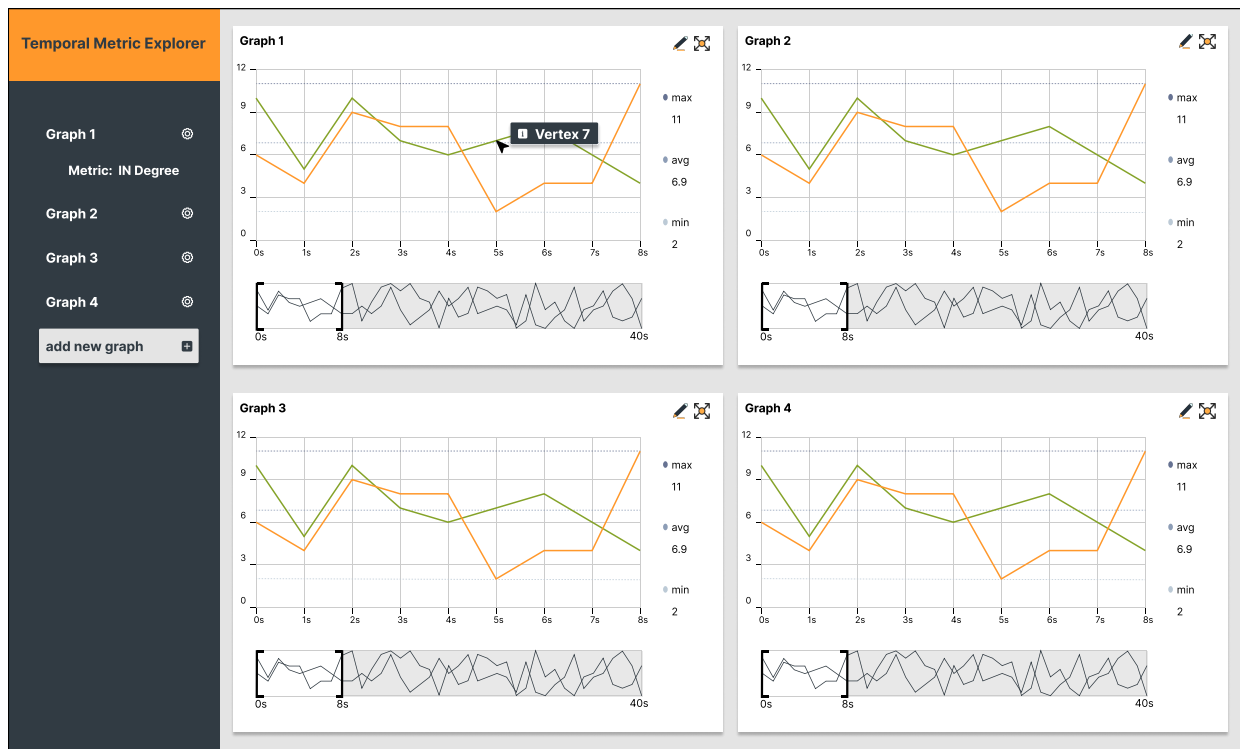 Temporal Metric Explorer
Graph 1
Metric: IN Degree
Graph 2
Graph 3
Graph 4
add new graph
Graph 1
12
9
6
3
0
0s 1s 2s 3s 4s 5s 6s 7s 8s
i Vertex 7
max
11
avg
6.9
min
2
0s 8s 40s
Graph 2
12
9
6
3
0
0s 1s 2s 3s 4s 5s 6s 7s 8s
max
11
avg
6.9
min
2
0s 8s 40s
Graph 3
12
9
6
3
0
0s 1s 2s 3s 4s 5s 6s 7s 8s
max
11
avg
6.9
min
2
0s 8s 40s
Graph 4
12
9
6
3
0
0s 1s 2s 3s 4s 5s 6s 7s 8s
max
11
avg
6.9
min
2
0s 8s 40s